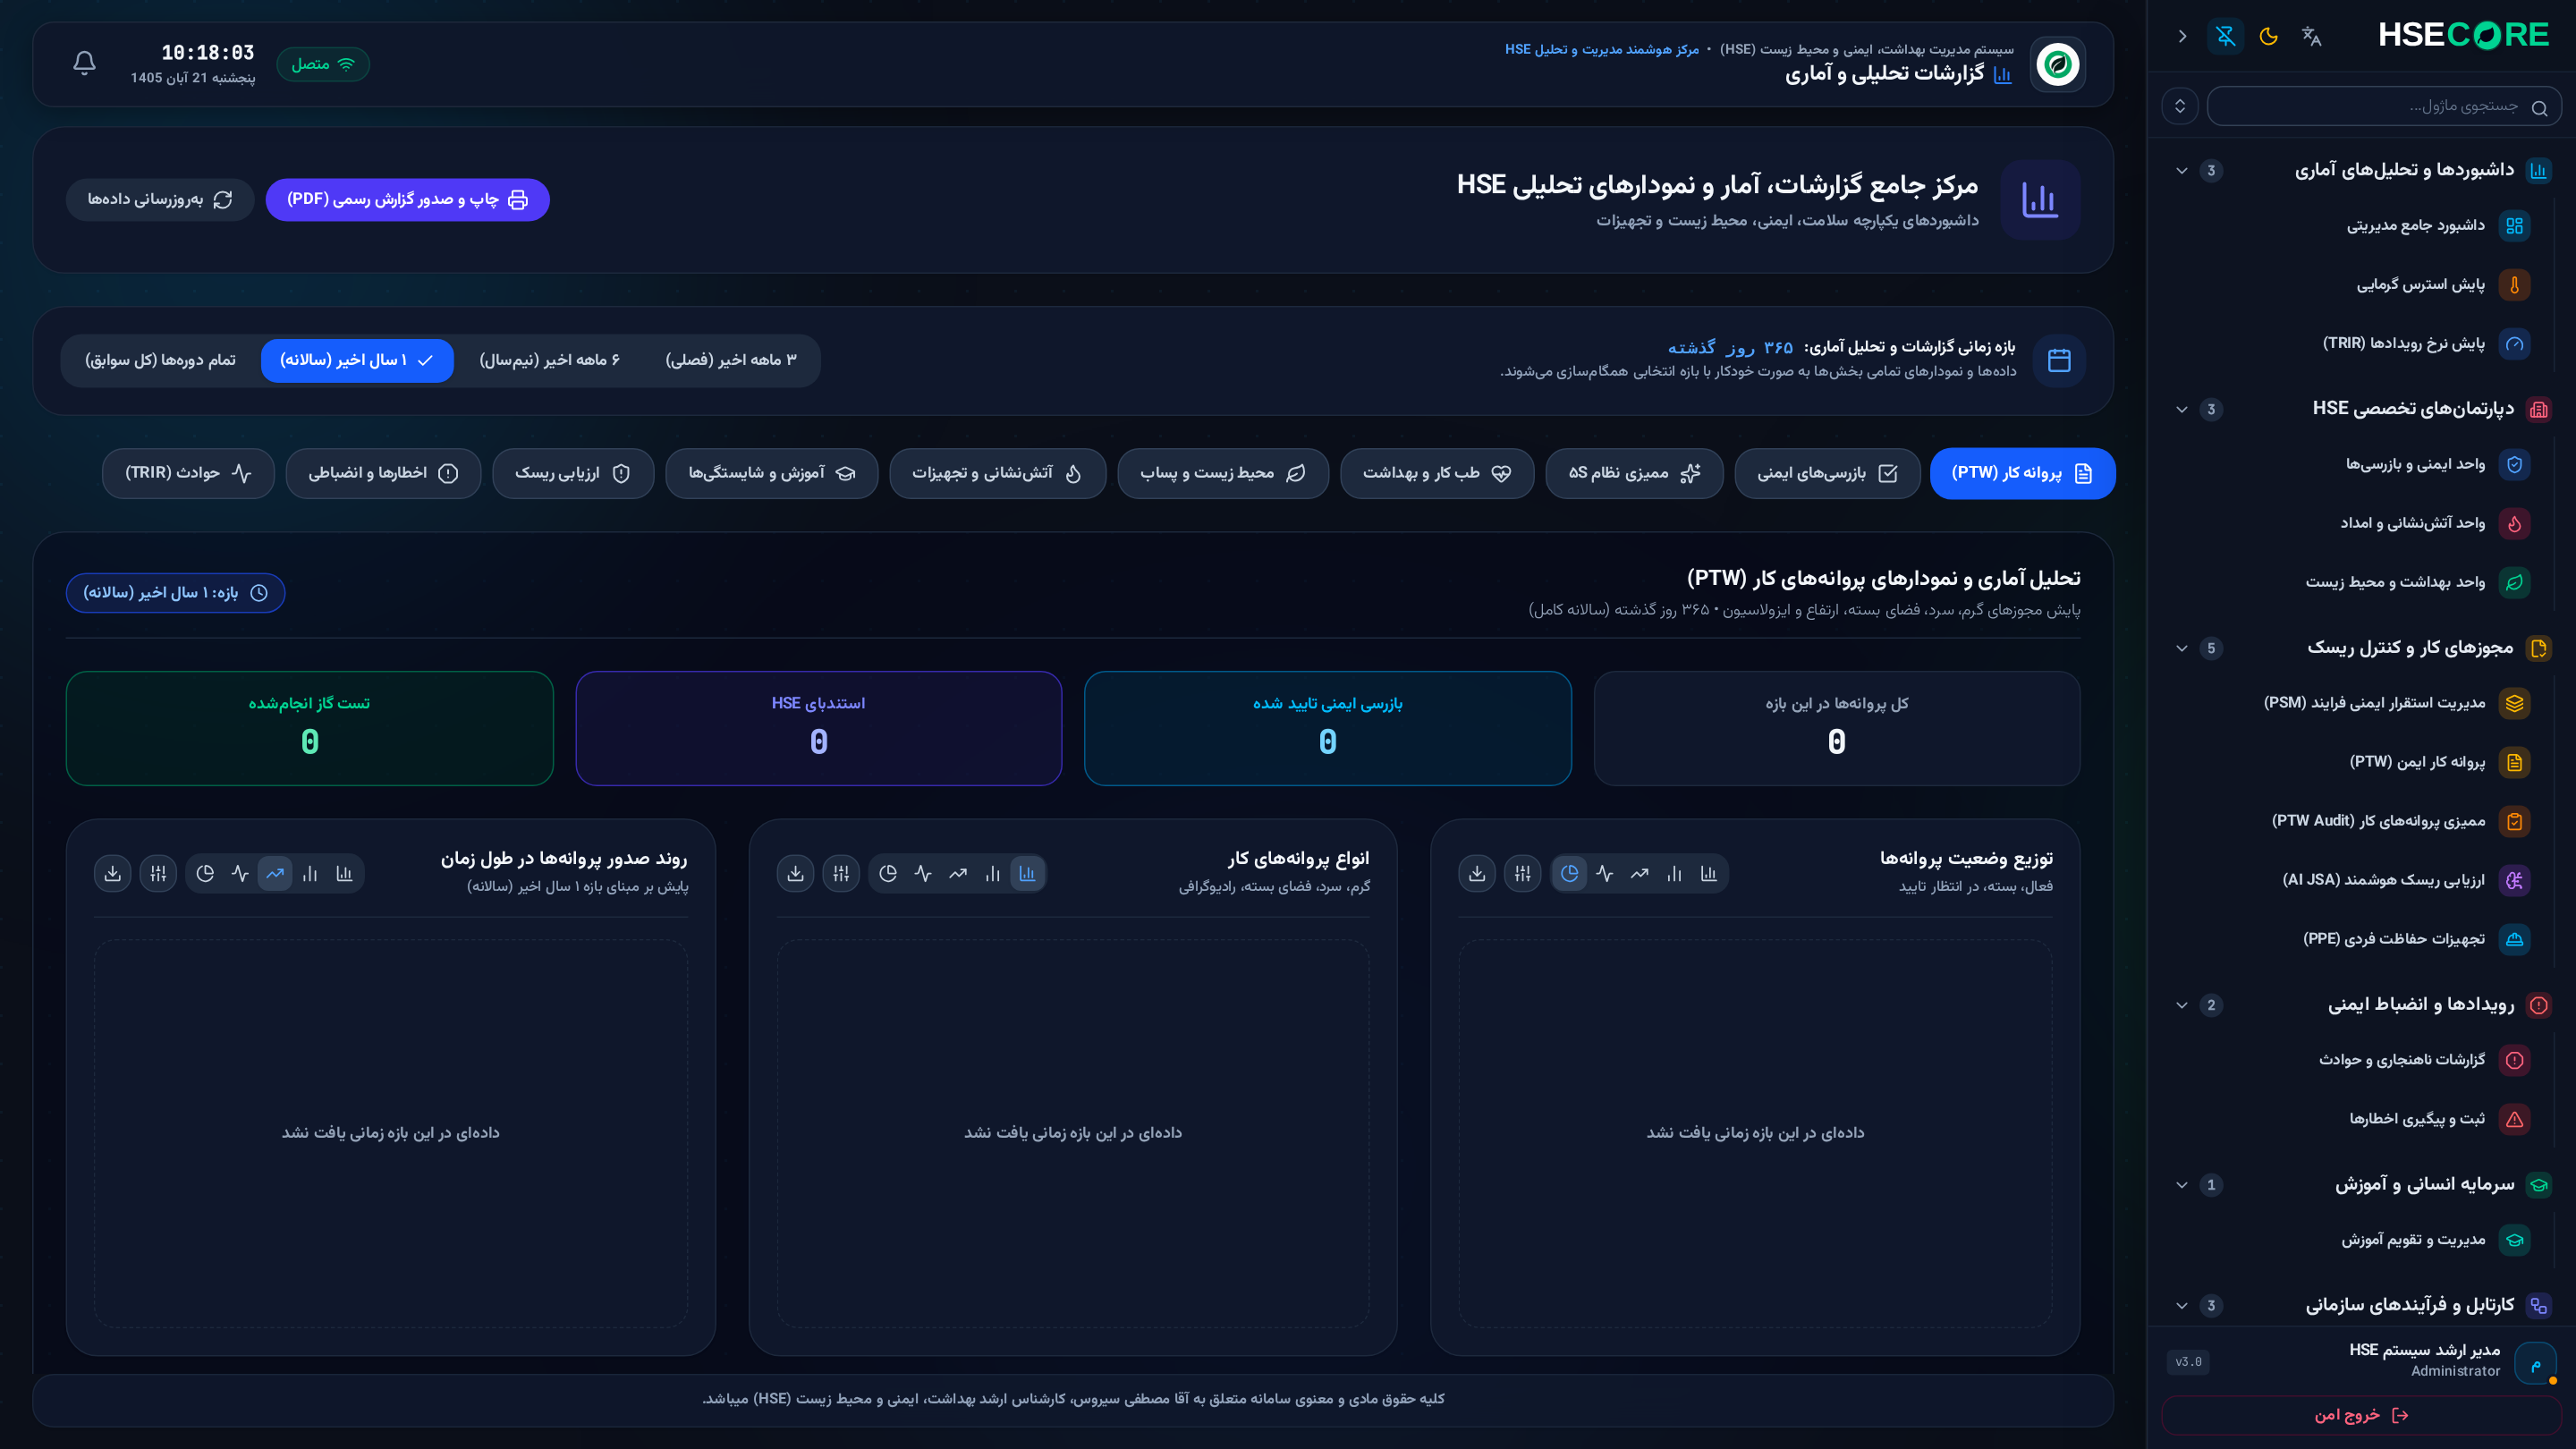 HSECORE
جستجوی ماژول...
داشبوردها و تحلیل‌های آماری 3
داشبورد جامع مدیریتی
پایش استرس گرمایی
پایش نرخ رویدادها (TRIR)
دپارتمان‌های تخصصی HSE 3
واحد ایمنی و بازرسی‌ها
واحد آتش‌نشانی و امداد
واحد بهداشت و محیط زیست
مجوزهای کار و کنترل ریسک 5
مدیریت استقرار ایمنی فرایند (PSM)
پروانه کار ایمن (PTW)
ممیزی پروانه‌های کار (PTW Audit)
ارزیابی ریسک هوشمند (AI JSA)
تجهیزات حفاظت فردی (PPE)
رویدادها و انضباط ایمنی 2
گزارشات ناهنجاری و حوادث
ثبت و پیگیری اخطارها
سرمایه انسانی و آموزش 1
مدیریت و تقویم آموزش
کارتابل و فرآیندهای سازمانی 3
م
مدیر ارشد سیستم HSE
Administrator
v3.0
خروج امن
سیستم مدیریت بهداشت، ایمنی و محیط زیست (HSE) • مرکز هوشمند مدیریت و تحلیل HSE
گزارشات تحلیلی و آماری
متصل
10:18:03
پنجشنبه 21 آبان 1405
مرکز جامع گزارشات، آمار و نمودارهای تحلیلی HSE
داشبوردهای یکپارچه سلامت، ایمنی، محیط زیست و تجهیزات
چاپ و صدور گزارش رسمی (PDF)
به‌روزرسانی داده‌ها
بازه زمانی گزارشات و تحلیل آماری: ۳۶۵ روز گذشته
داده‌ها و نمودارهای تمامی بخش‌ها به صورت خودکار با بازه انتخابی همگام‌سازی می‌شوند.
۳ ماهه اخیر (فصلی)
۶ ماهه اخیر (نیم‌سال)
۱ سال اخیر (سالانه)
تمام دوره‌ها (کل سوابق)
پروانه کار (PTW)
بازرسی‌های ایمنی
ممیزی نظام ۵S
طب کار و بهداشت
محیط زیست و پساب
آتش‌نشانی و تجهیزات
آموزش و شایستگی‌ها
ارزیابی ریسک
اخطارها و انضباطی
حوادث (TRIR)
تحلیل آماری و نمودارهای پروانه‌های کار (PTW)
پایش مجوزهای گرم، سرد، فضای بسته، ارتفاع و ایزولاسیون • ۳۶۵ روز گذشته (سالانه کامل)
بازه: ۱ سال اخیر (سالانه)
کل پروانه‌ها در این بازه
0
بازرسی ایمنی تایید شده
0
استندبای HSE
0
تست گاز انجام‌شده
0
توزیع وضعیت پروانه‌ها
فعال، بسته، در انتظار تایید
داده‌ای در این بازه زمانی یافت نشد
انواع پروانه‌های کار
گرم، سرد، فضای بسته، رادیوگرافی
داده‌ای در این بازه زمانی یافت نشد
روند صدور پروانه‌ها در طول زمان
پایش بر مبنای بازه ۱ سال اخیر (سالانه)
داده‌ای در این بازه زمانی یافت نشد
کلیه حقوق مادی و معنوی سامانه متعلق به آقا مصطفی سیروس، کارشناس ارشد بهداشت، ایمنی و محیط زیست (HSE) میباشد.